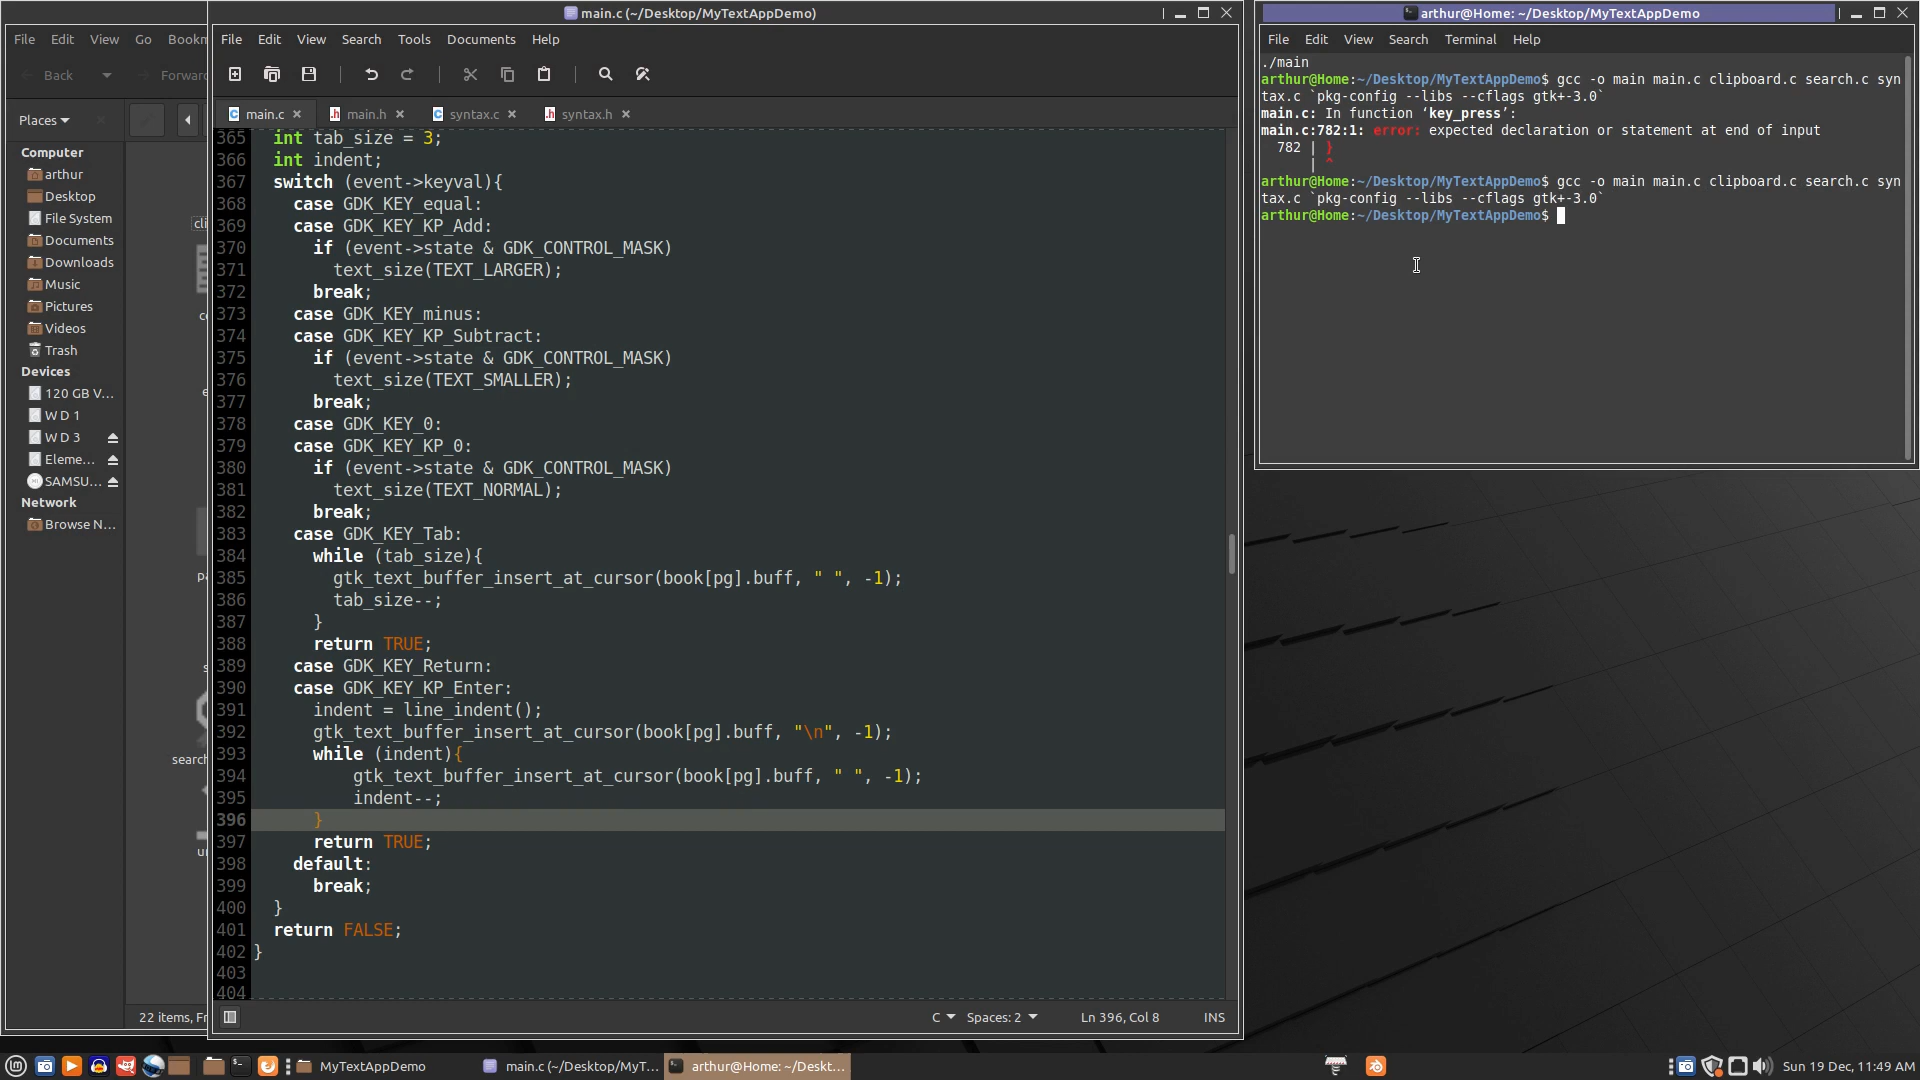 File Edit View Go Bookm
Back Forward
Places
Computer
arthur
Desktop
File System
Documents
Downloads
Music
Pictures
Videos
Trash
Devices
120 GB V...
W D 1
W D 3
Eleme...
SAMSU...
Network
Browse N...
cli
search
22 items, Fr
main.c (~/Desktop/MyTextAppDemo)
File Edit View Search Tools Documents Help
main.c main.h syntax.c syntax.h
365 int tab_size = 3;
366 int indent;
367 switch (event->keyval){
368 case GDK_KEY_equal:
369 case GDK_KEY_KP_Add:
370 if (event->state & GDK_CONTROL_MASK)
371 text_size(TEXT_LARGER);
372 break;
373 case GDK_KEY_minus:
374 case GDK_KEY_KP_Subtract:
375 if (event->state & GDK_CONTROL_MASK)
376 text_size(TEXT_SMALLER);
377 break;
378 case GDK_KEY_0:
379 case GDK_KEY_KP_0:
380 if (event->state & GDK_CONTROL_MASK)
381 text_size(TEXT_NORMAL);
382 break;
383 case GDK_KEY_Tab:
384 while (tab_size){
385 gtk_text_buffer_insert_at_cursor(book[pg].buff, " ", -1);
386 tab_size--;
387 }
388 return TRUE;
389 case GDK_KEY_Return:
390 case GDK_KEY_KP_Enter:
391 indent = line_indent();
392 gtk_text_buffer_insert_at_cursor(book[pg].buff, "\n", -1);
393 while (indent){
394 gtk_text_buffer_insert_at_cursor(book[pg].buff, " ", -1);
395 indent--;
396 }
397 return TRUE;
398 default:
399 break;
400 }
401 return FALSE;
402 }
403
404
C Spaces: 2 Ln 396, Col 8 INS
arthur@Home: ~/Desktop/MyTextAppDemo
File Edit View Search Terminal Help
./main
arthur@Home:~/Desktop/MyTextAppDemo$ gcc -o main main.c clipboard.c search.c syn
tax.c `pkg-config --libs --cflags gtk+-3.0`
main.c: In function ‘key_press’:
main.c:782:1: error: expected declaration or statement at end of input
782 | }
| ^
arthur@Home:~/Desktop/MyTextAppDemo$ gcc -o main main.c clipboard.c search.c syn
tax.c `pkg-config --libs --cflags gtk+-3.0`
arthur@Home:~/Desktop/MyTextAppDemo$
MyTextAppDemo main.c (~/Desktop/MyT... arthur@Home: ~/Deskt... Sun 19 Dec, 11:49 AM